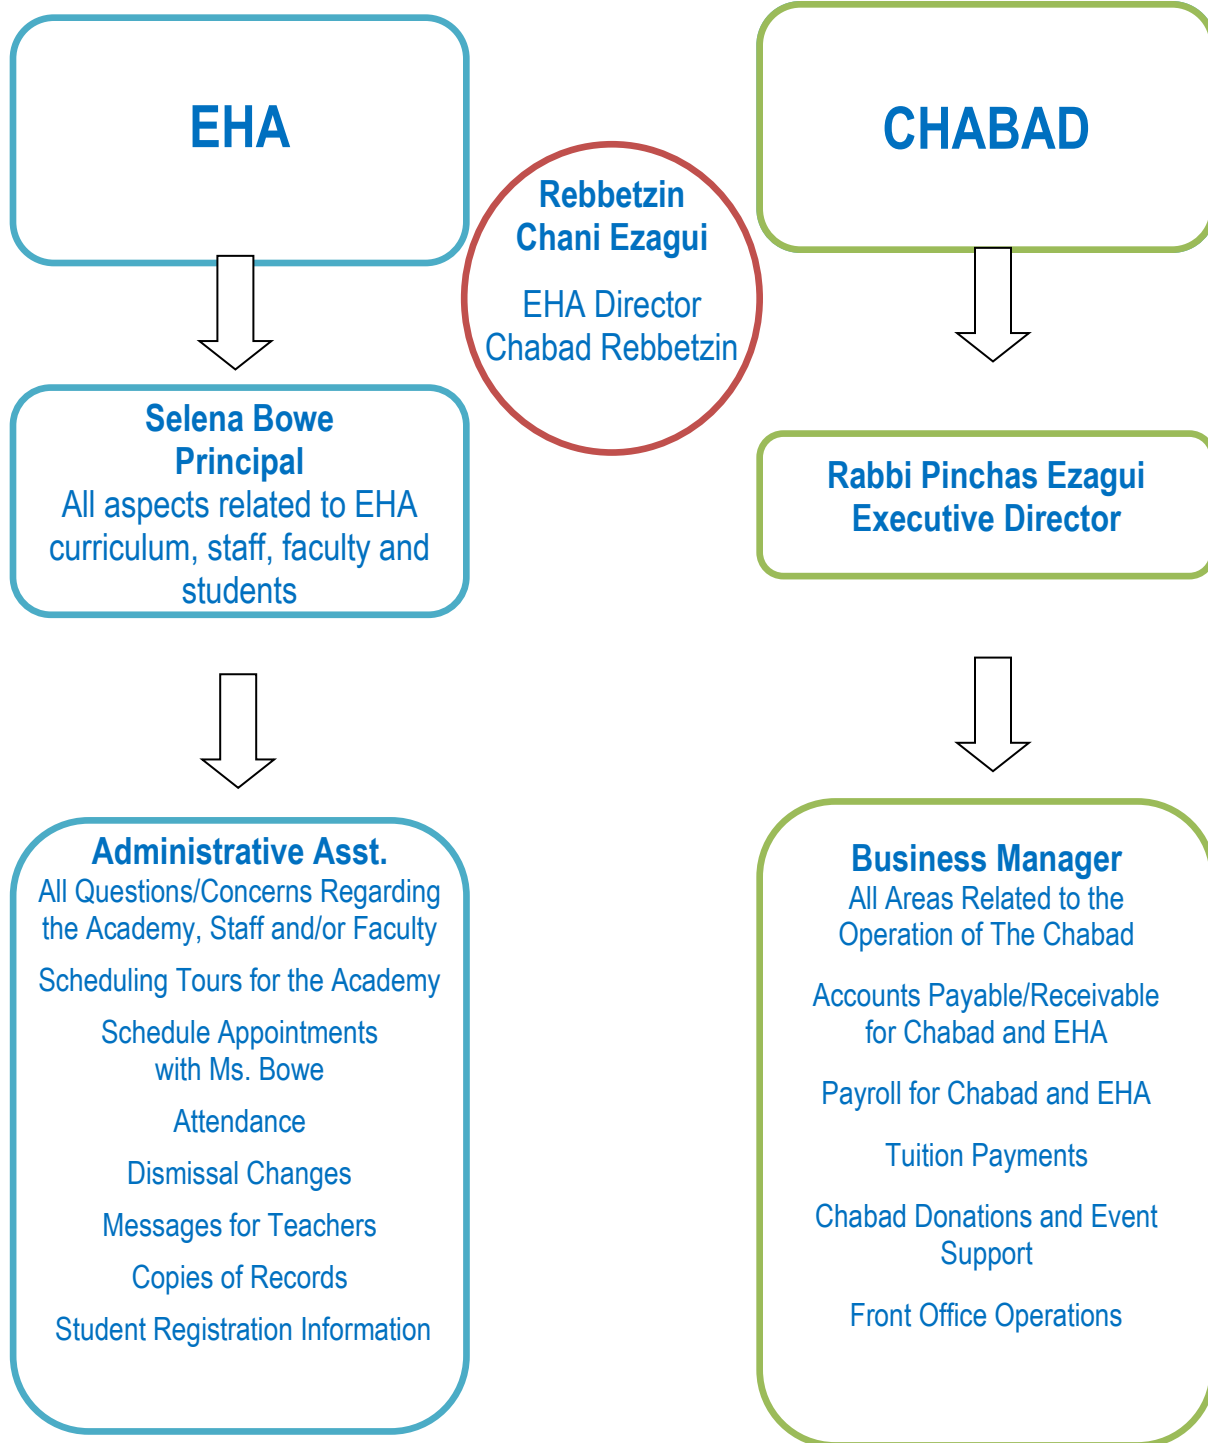 EHA
CHABAD
Rebbetzin
Chani Ezagui
EHA Director
Chabad Rebbetzin
Selena Bowe
Principal
All aspects related to EHA
curriculum, staff, faculty and
students
Rabbi Pinchas Ezagui
Executive Director
Administrative Asst.
All Questions/Concerns Regarding
the Academy, Staff and/or Faculty
Scheduling Tours for the Academy
Schedule Appointments
with Ms. Bowe
Attendance
Dismissal Changes
Messages for Teachers
Copies of Records
Student Registration Information
Business Manager
All Areas Related to the
Operation of The Chabad
Accounts Payable/Receivable
for Chabad and EHA
Payroll for Chabad and EHA
Tuition Payments
Chabad Donations and Event
Support
Front Office Operations